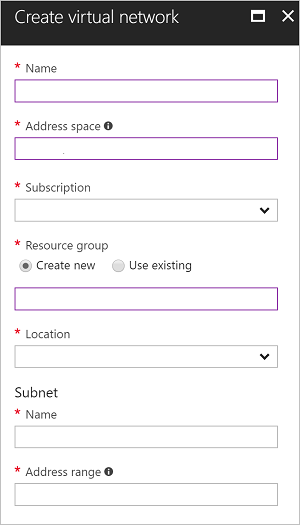 Create virtual network
* Name
* Address space
* Subscription
* Resource group
Create new Use existing
* Location
Subnet
* Name
* Address range